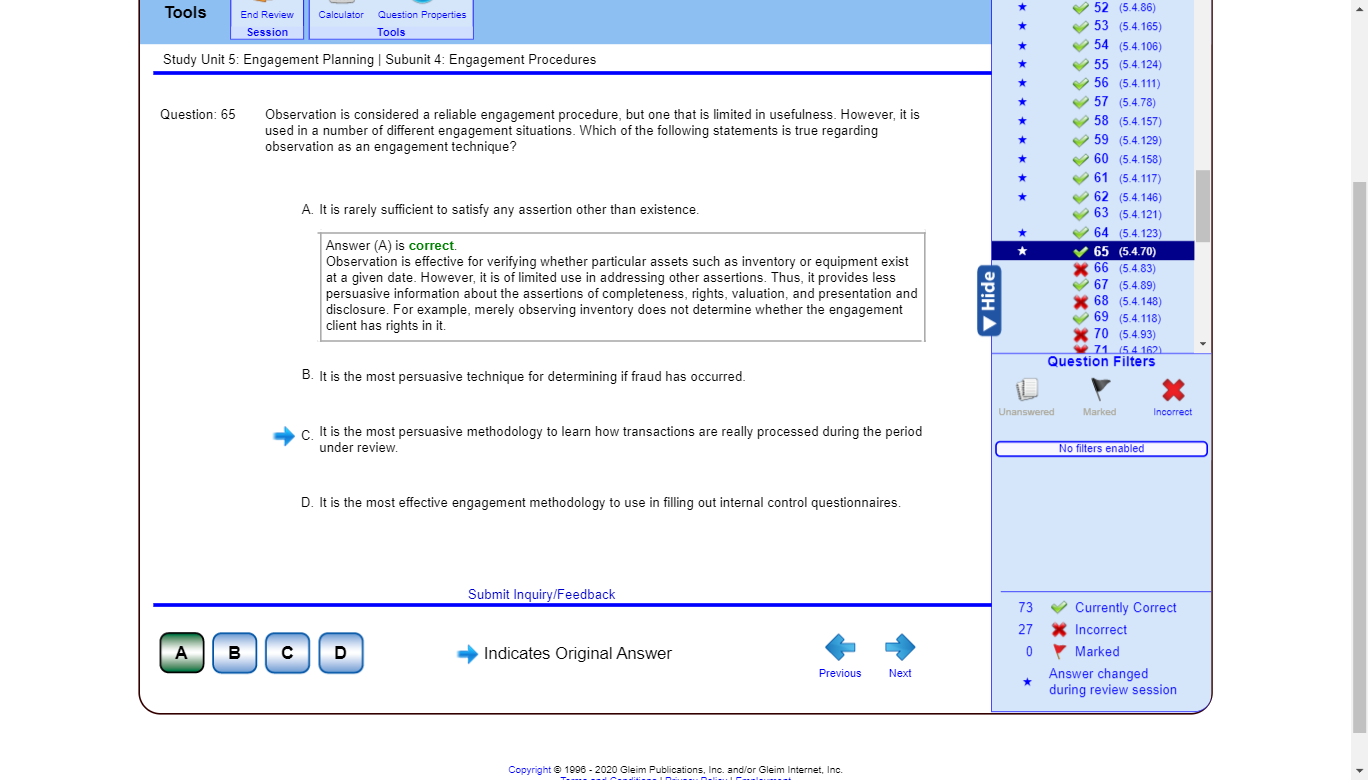 Tools
End Review
Session
Calculator Question Properties
Tools
Study Unit 5: Engagement Planning | Subunit 4: Engagement Procedures
Question: 65
Observation is considered a reliable engagement procedure, but one that is limited in usefulness. However, it is
used in a number of different engagement situations. Which of the following statements is true regarding
observation as an engagement technique?
A. It is rarely sufficient to satisfy any assertion other than existence.
Answer (A) is correct.
Observation is effective for verifying whether particular assets such as inventory or equipment exist
at a given date. However, it is of limited use in addressing other assertions. Thus, it provides less
persuasive information about the assertions of completeness, rights, valuation, and presentation and
disclosure. For example, merely observing inventory does not determine whether the engagement
client has rights in it.
B. It is the most persuasive technique for determining if fraud has occurred.
C. It is the most persuasive methodology to learn how transactions are really processed during the period
under review.
D. It is the most effective engagement methodology to use in filling out internal control questionnaires.
Submit Inquiry/Feedback
A B C D
Indicates Original Answer
Previous
Next
52 (5.4.86)
53 (5.4.165)
54 (5.4.106)
55 (5.4.124)
56 (5.4.111)
57 (5.4.78)
58 (5.4.157)
59 (5.4.129)
60 (5.4.158)
61 (5.4.117)
62 (5.4.146)
63 (5.4.121)
64 (5.4.123)
65 (5.4.70)
66 (5.4.83)
67 (5.4.89)
68 (5.4.148)
69 (5.4.118)
70 (5.4.93)
71 (5.4.162)
Hide
Question Filters
Unanswered
Marked
Incorrect
No filters enabled
73 Currently Correct
27 Incorrect
0 Marked
Answer changed
during review session
Copyright © 1996 - 2020 Gleim Publications, Inc. and/or Gleim Internet, Inc.
Terms and Conditions | Privacy Policy | Employment